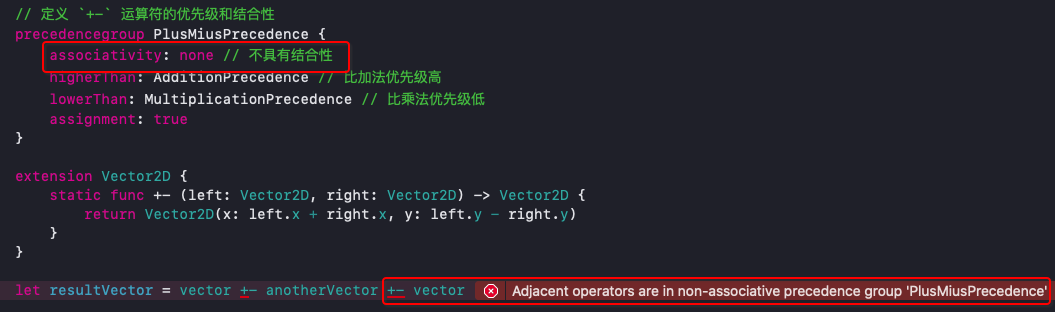 // 定义 `+-` 运算符的优先级和结合性
precedencegroup PlusMiusPrecedence {
    associativity: none // 不具有结合性
    higherThan: AdditionPrecedence // 比加法优先级高
    lowerThan: MultiplicationPrecedence // 比乘法优先级低
    assignment: true
}
extension Vector2D {
    static func +- (left: Vector2D, right: Vector2D) -> Vector2D {
        return Vector2D(x: left.x + right.x, y: left.y - right.y)
    }
}
let resultVector = vector +- anotherVector +- vector Adjacent operators are in non-associative precedence group 'PlusMiusPrecedence'